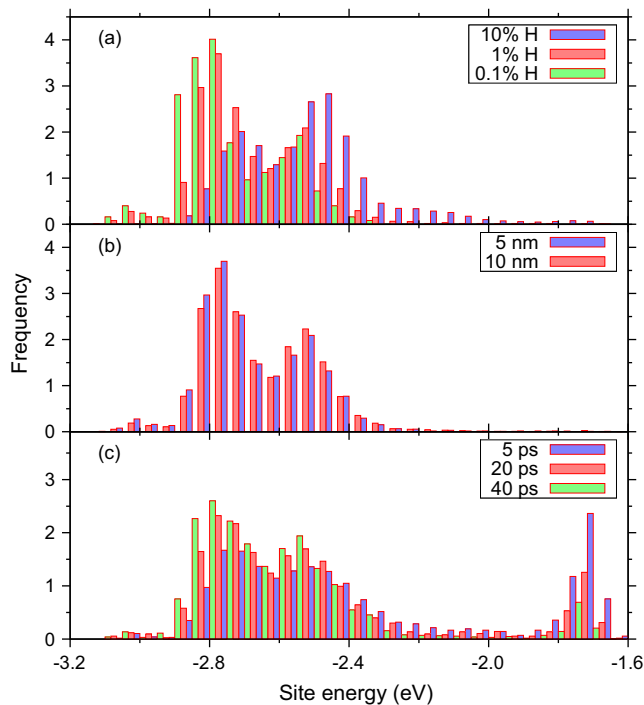 (a)
10% H
1% H
0.1% H
4
3
2
1
0
(b)
5 nm
10 nm
4
3
2
1
0
Frequency
(c)
5 ps
20 ps
40 ps
3
2
1
0
-3.2 -2.8 -2.4 -2.0 -1.6
Site energy (eV)